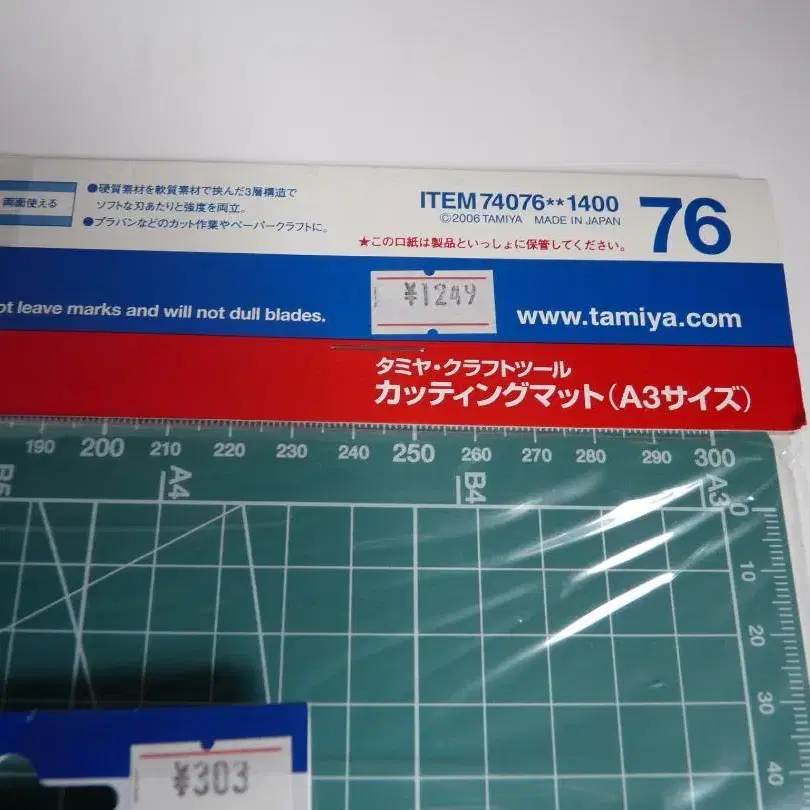 両面使える
●硬質素材を軟質素材で挟んだ3層構造で
ソフトな刃あたりと強度を両立。
●プラバンなどのカット作業やペーパークラフトに。
ITEM 74076**1400
©2006 TAMIYA MADE IN JAPAN
76
★この口紙は製品といっしょに保管してください。
¥1249
leave marks and will not dull blades.
www.tamiya.com
タミヤ・クラフトツール
カッティングマット(A3サイズ)
190 200 210 220 230 240 250 260 270 280 290 300
B5 A4 B4 A3
0
10
20
30
40
¥303